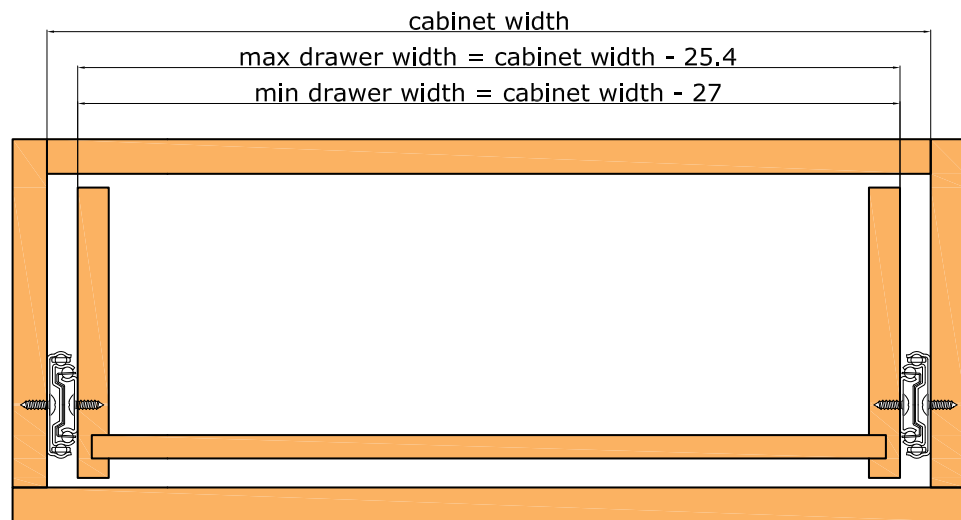 cabinet width
max drawer width = cabinet width - 25.4
min drawer width = cabinet width - 27